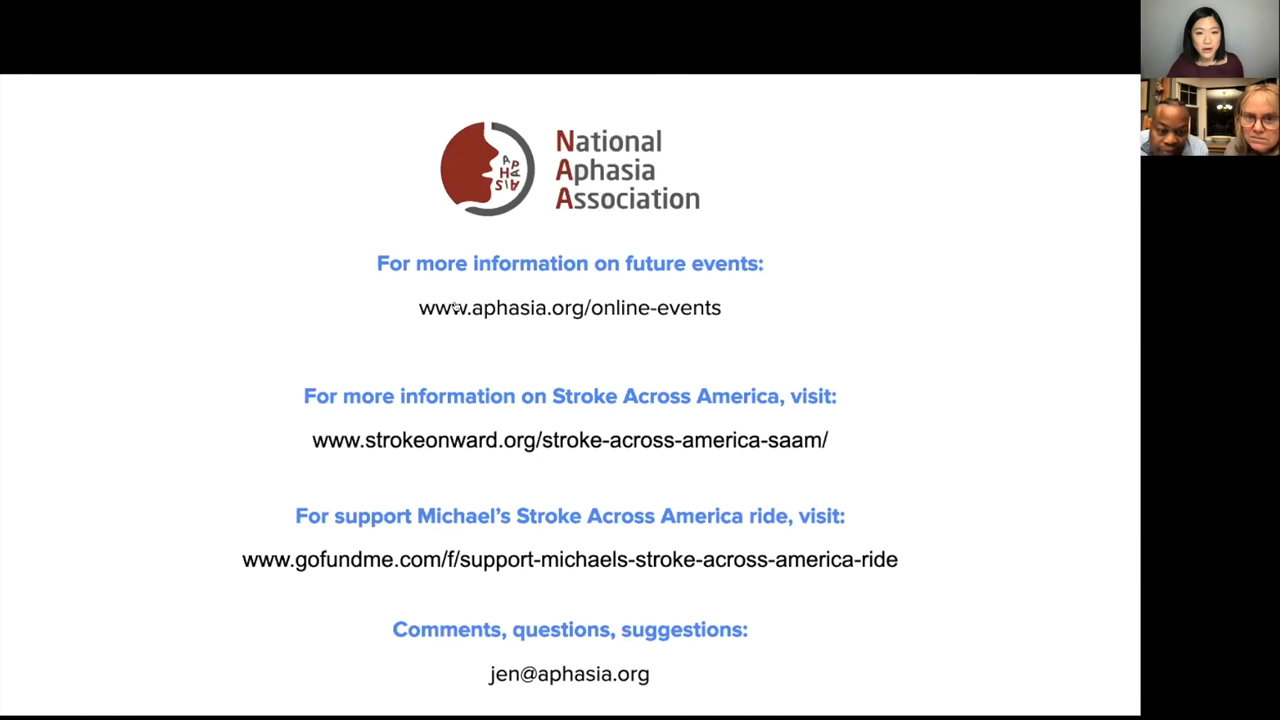 National
Aphasia
Association
APHASIA
For more information on future events:
www.aphasia.org/online-events
For more information on Stroke Across America, visit:
www.strokeonward.org/stroke-across-america-saam/
For support Michael’s Stroke Across America ride, visit:
www.gofundme.com/f/support-michaels-stroke-across-america-ride
Comments, questions, suggestions:
jen@aphasia.org